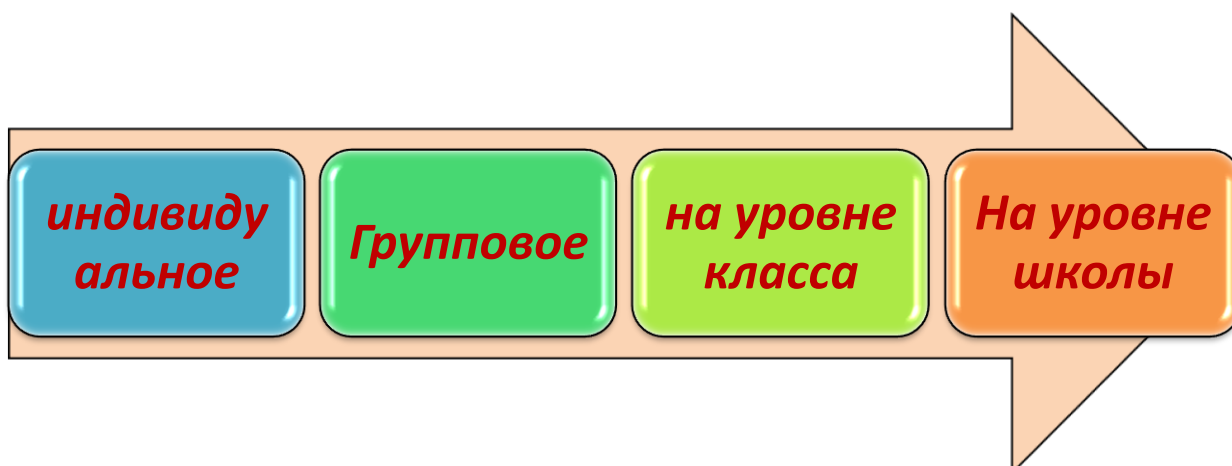 индивиду
альное
Групповое
на уровне
класса
На уровне
школы